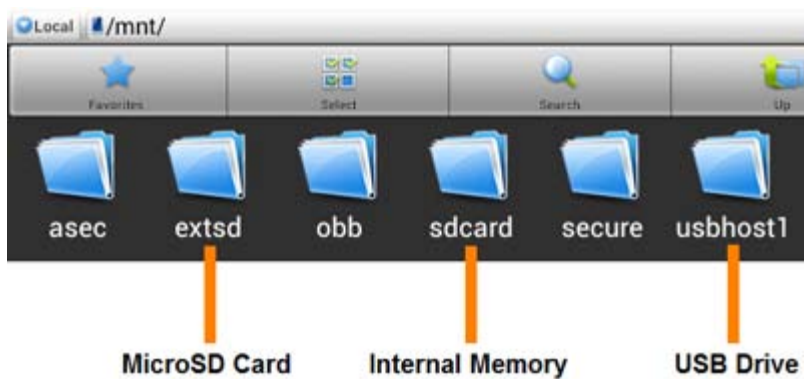 Local /mnt/
Favorites Select Search Up
asec extsd obb sdcard secure usbhost1
MicroSD Card Internal Memory USB Drive